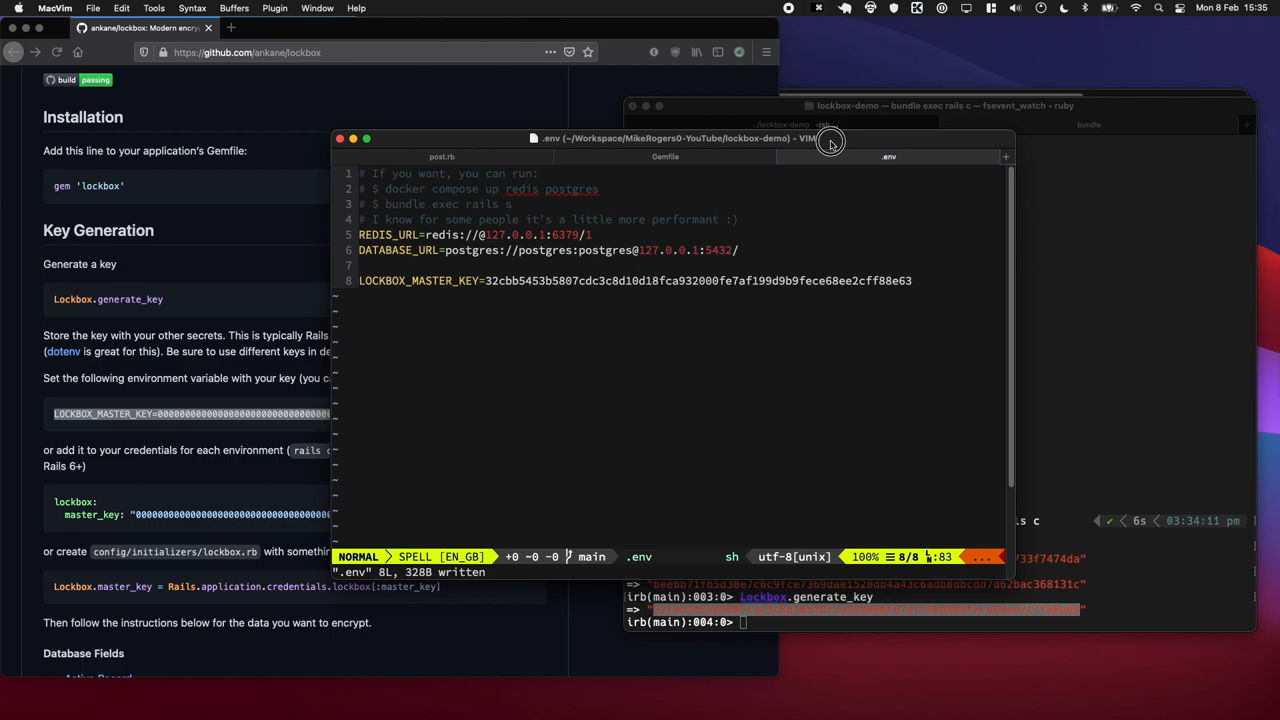 MacVim File Edit Tools Syntax Buffers Plugin Window Help
Mon 8 Feb 15:35
ankane/lockbox: Modern encry
https://github.com/ankane/lockbox
build passing
Installation
Add this line to your application's Gemfile:
gem 'lockbox'
Key Generation
Generate a key
Lockbox.generate_key
Store the key with your other secrets. This is typically Rails
(dotenv is great for this). Be sure to use different keys in de
Set the following environment variable with your key (you ca
LOCKBOX_MASTER_KEY=
or add it to your credentials for each environment ( rails c
Rails 6+)
lockbox:
master_key:
or create config/initializers/lockbox.rb with somethin
Lockbox.master_key = Rails.application.credentials.lockbox[:master_key]
Then follow the instructions below for the data you want to encrypt.
Database Fields
Active Record
lockbox-demo — bundle exec rails c — fsevent_watch ◂ ruby
../lockbox-demo -zsh
bundle
.env (~/Workspace/MikeRogers0-YouTube/lockbox-demo) - VIM
post.rb
Gemfile
.env
1 # If you want, you can run:
2 # $ docker compose up redis postgres
3 # $ bundle exec rails s
4 # I know for some people it's a little more performant :)
5 REDIS_URL=redis://@127.0.0.1:6379/1
6 DATABASE_URL=postgres://postgres:postgres@127.0.0.1:5432/
7
8 LOCKBOX_MASTER_KEY=32cbb5453b5807cdc3c8d10d18fca932000fe7af199d9b9fece68ee2cff88e63
NORMAL SPELL [EN_GB] +0 ~0 -0 main .env sh utf-8[unix] 100% 8/8 :83 ...
".env" 8L, 328B written
ls c
6s 03:34:11 pm
33f7474da"
irb(main):003:0> Lockbox.generate_key
irb(main):004:0>